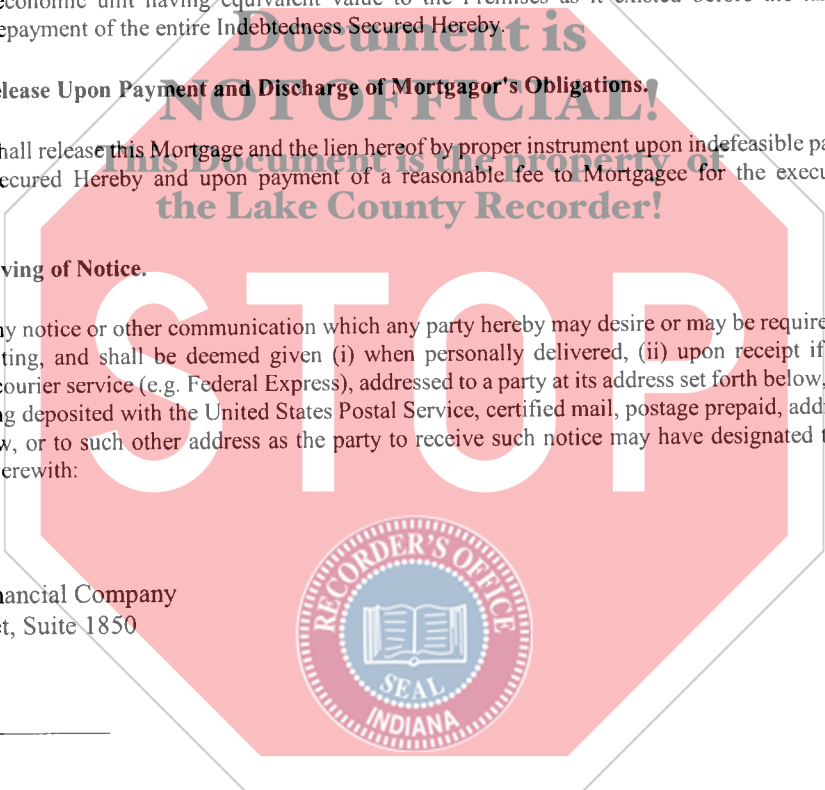 economic unit having equivalent value to the Premises as it existed before the
epayment of the entire Indebtedness Secured Hereby.
Document is
NOT OFFICIAL!
This Document is the property of
the Lake County Recorder!
elease Upon Payment and Discharge of Mortgagor's Obligations.
hall release this Mortgage and the lien hereof by proper instrument upon indefeasible pa
ecured Hereby and upon payment of a reasonable fee to Mortgagee for the execu
ving of Notice.
STOP
ny notice or other communication which any party hereby may desire or may be require
ting, and shall be deemed given (i) when personally delivered, (ii) upon receipt if
courier service (e.g. Federal Express), addressed to a party at its address set forth below,
ng deposited with the United States Postal Service, certified mail, postage prepaid, add
w, or to such other address as the party to receive such notice may have designated t
erewith:
RECORDER'S OFFICE
SEAL
INDIANA
nancial Company
et, Suite 1850